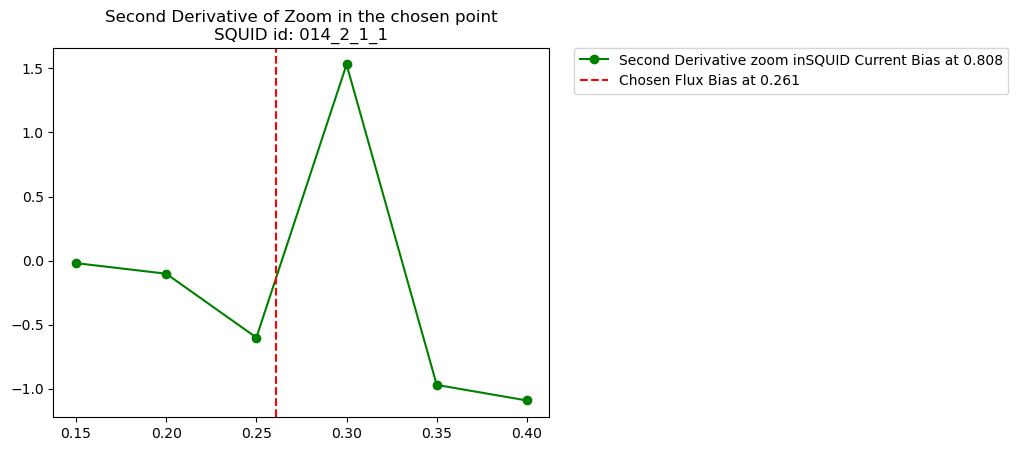 Second Derivative of Zoom in the chosen point
SQUID id: 014_2_1_1
Second Derivative zoom inSQUID Current Bias at 0.808
Chosen Flux Bias at 0.261
1.5
1.0
0.5
0.0
−0.5
−1.0
0.15 0.20 0.25 0.30 0.35 0.40